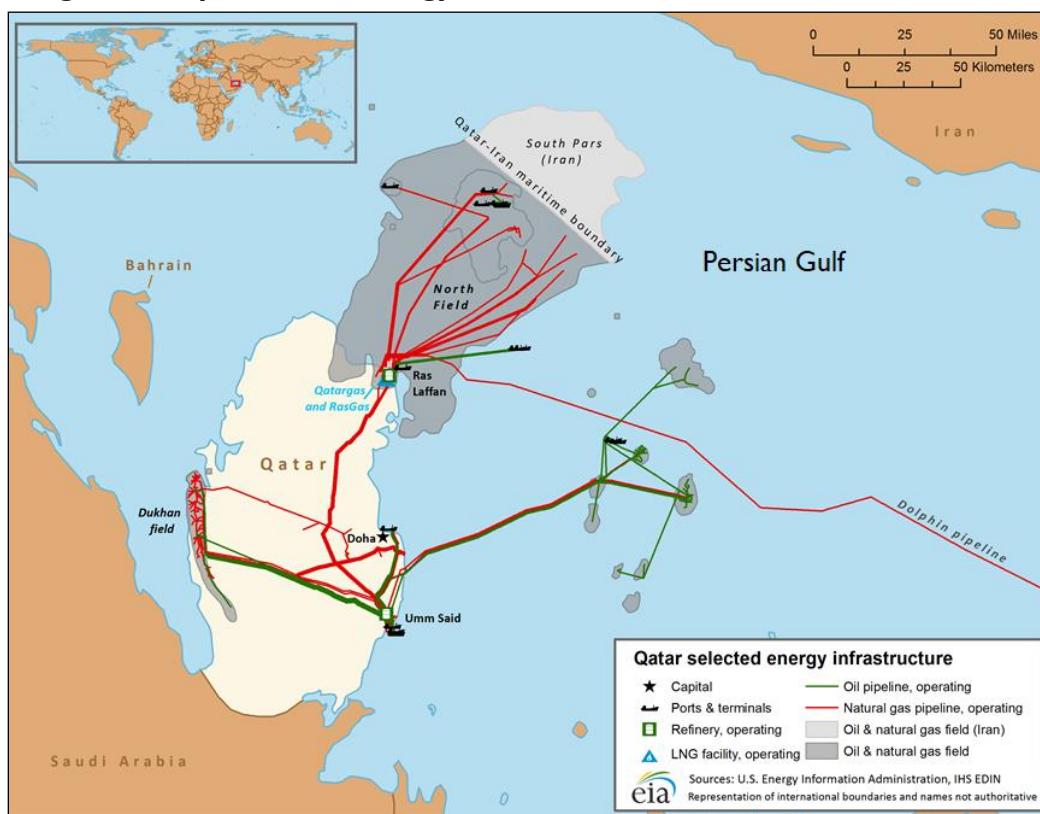 0 25 50 Miles
0 25 50 Kilometers
Iran
South Pars
(Iran)
Qatar-Iran maritime boundary
Persian Gulf
Bahrain
North
Field
Ras
Laffan
Qatargas
and RasGas
Qatar
Dukhan
field
Doha
Dolphin pipeline
Umm Said
Saudi Arabia
Qatar selected energy infrastructure
Capital
Ports & terminals
Refinery, operating
LNG facility, operating
Oil pipeline, operating
Natural gas pipeline, operating
Oil & natural gas field (Iran)
Oil & natural gas field
eia
Sources: U.S. Energy Information Administration, IHS EDIN
Representation of international boundaries and names not authoritative